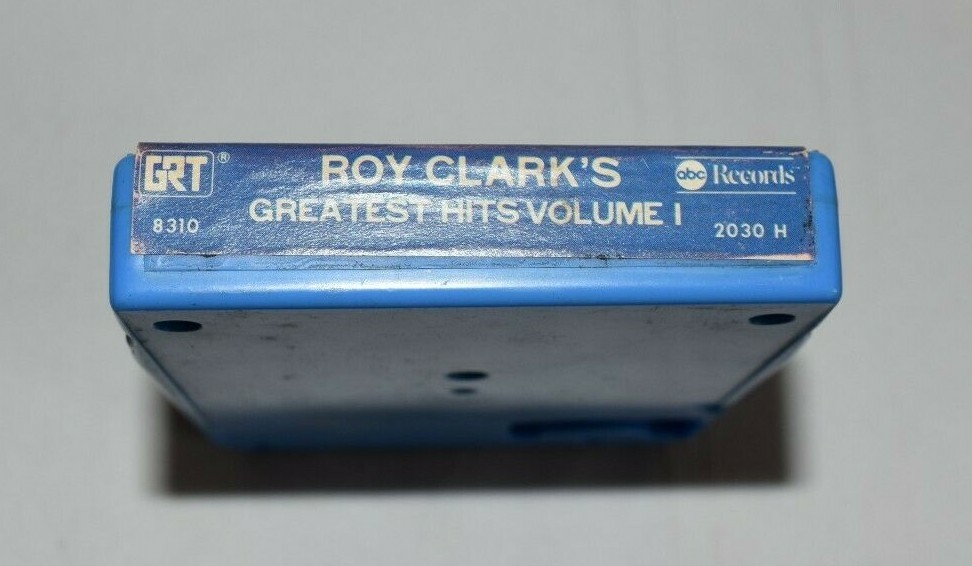 GRT®
ROY CLARK'S
abc Records
GREATEST HITS VOLUME I
8310
2030 H